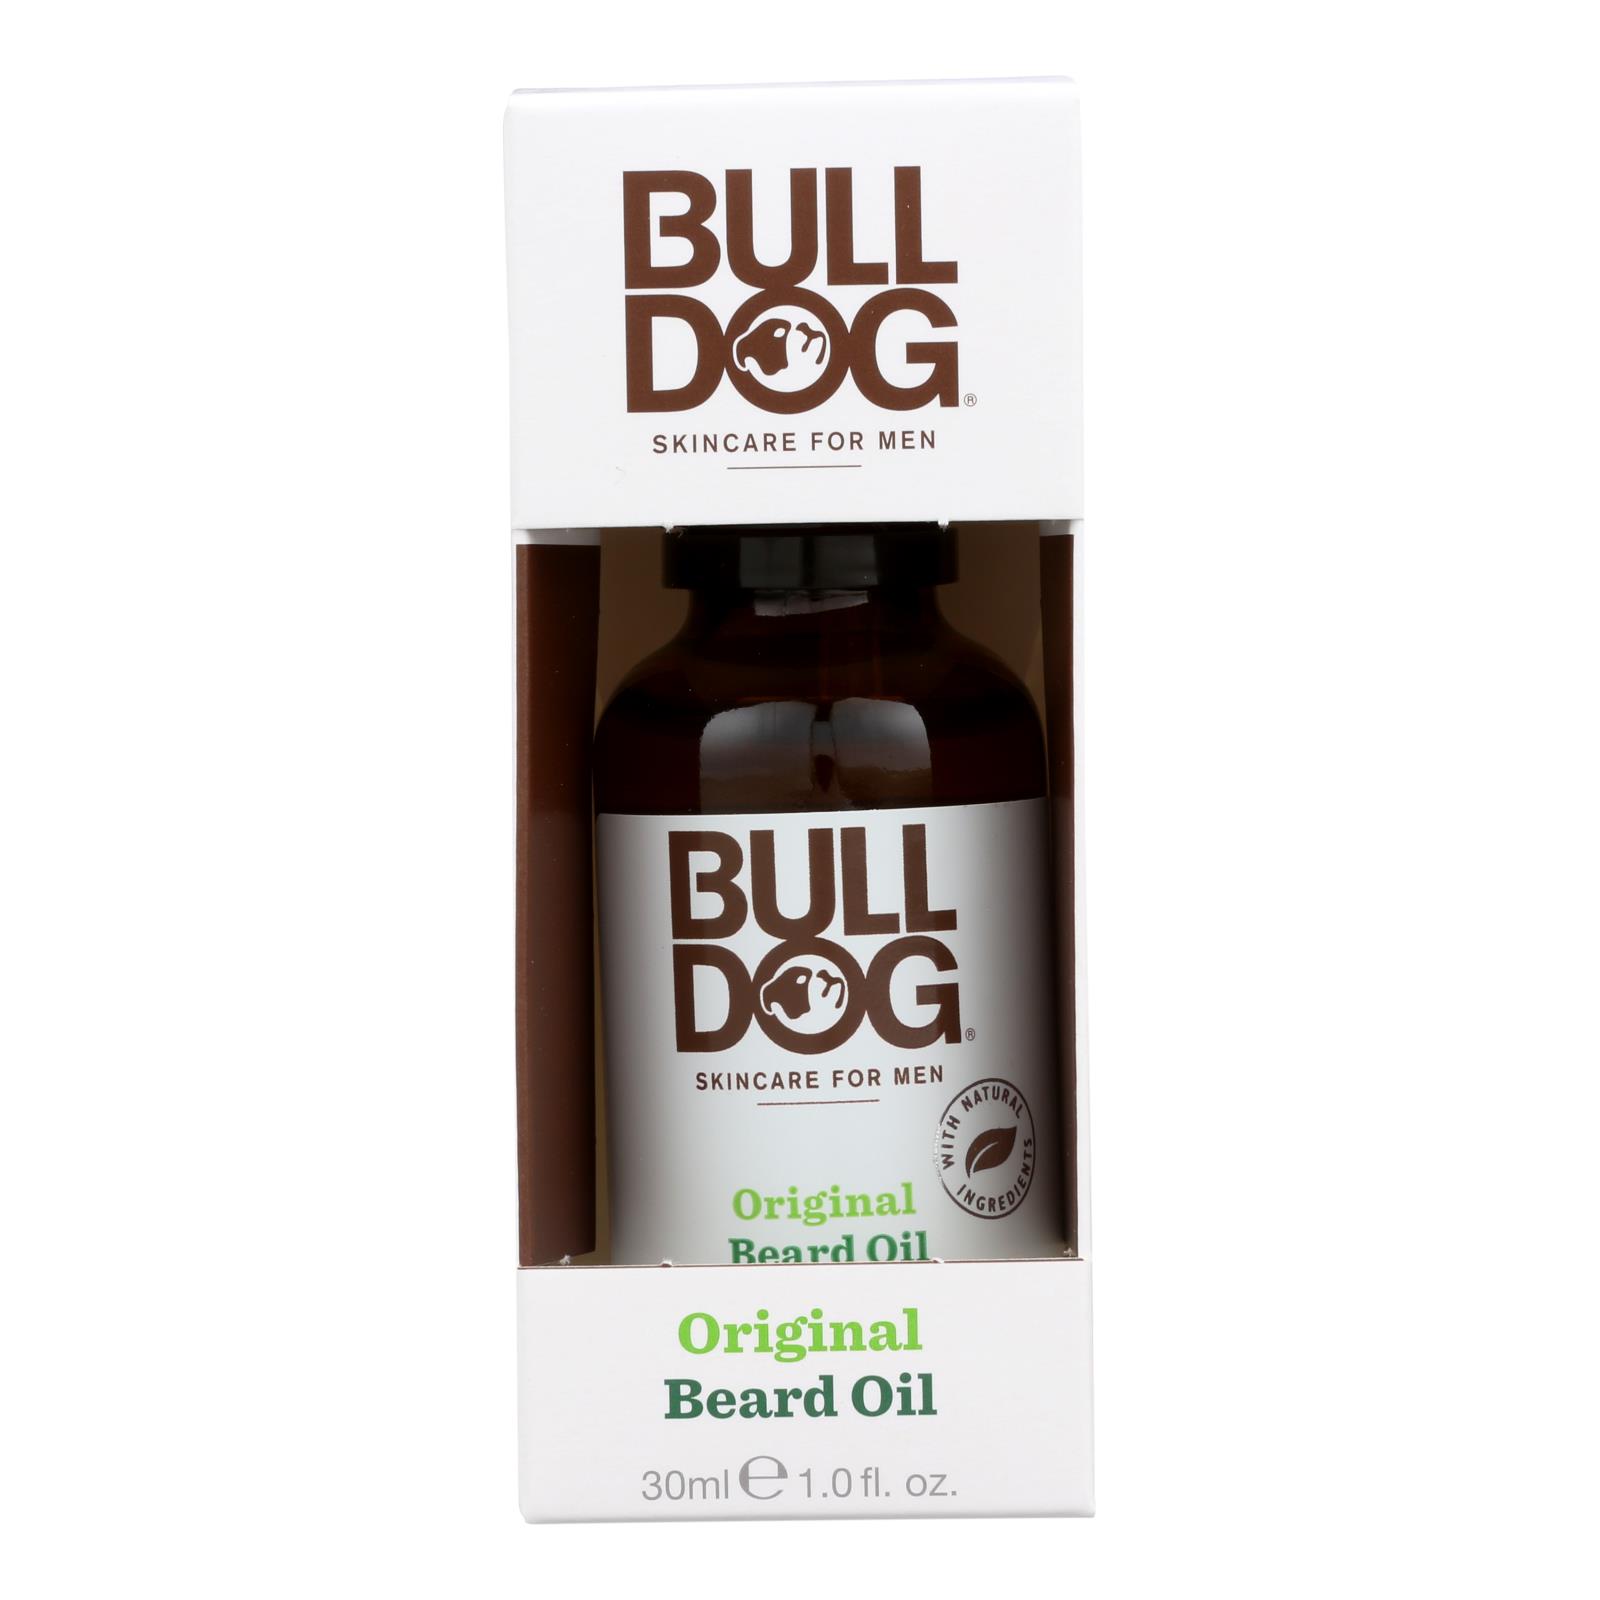 BULL
DOG®
SKINCARE FOR MEN
BULL
DOG®
SKINCARE FOR MEN
WITH NATURAL
INGREDIENTS
Original
Beard Oil
Original
Beard Oil
30ml ℮ 1.0 fl. oz.